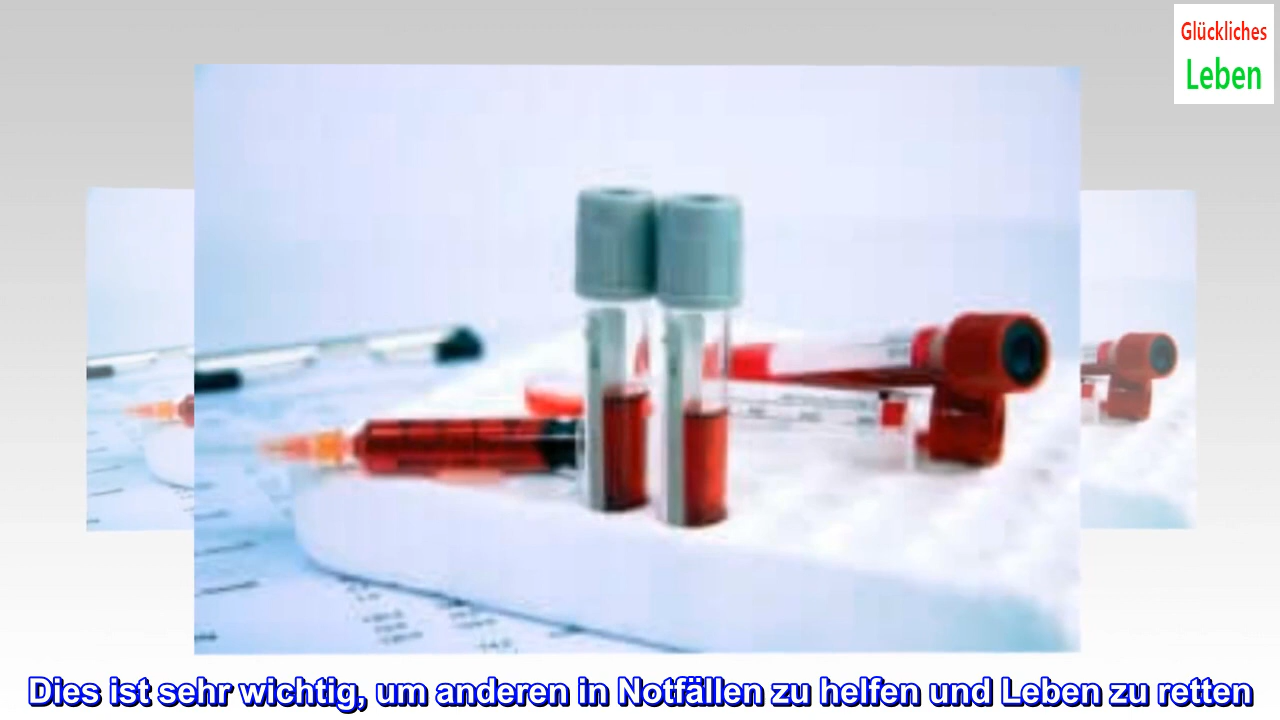 Glückliches
Leben
Dies ist sehr wichtig, um anderen in Notfällen zu helfen und Leben zu retten